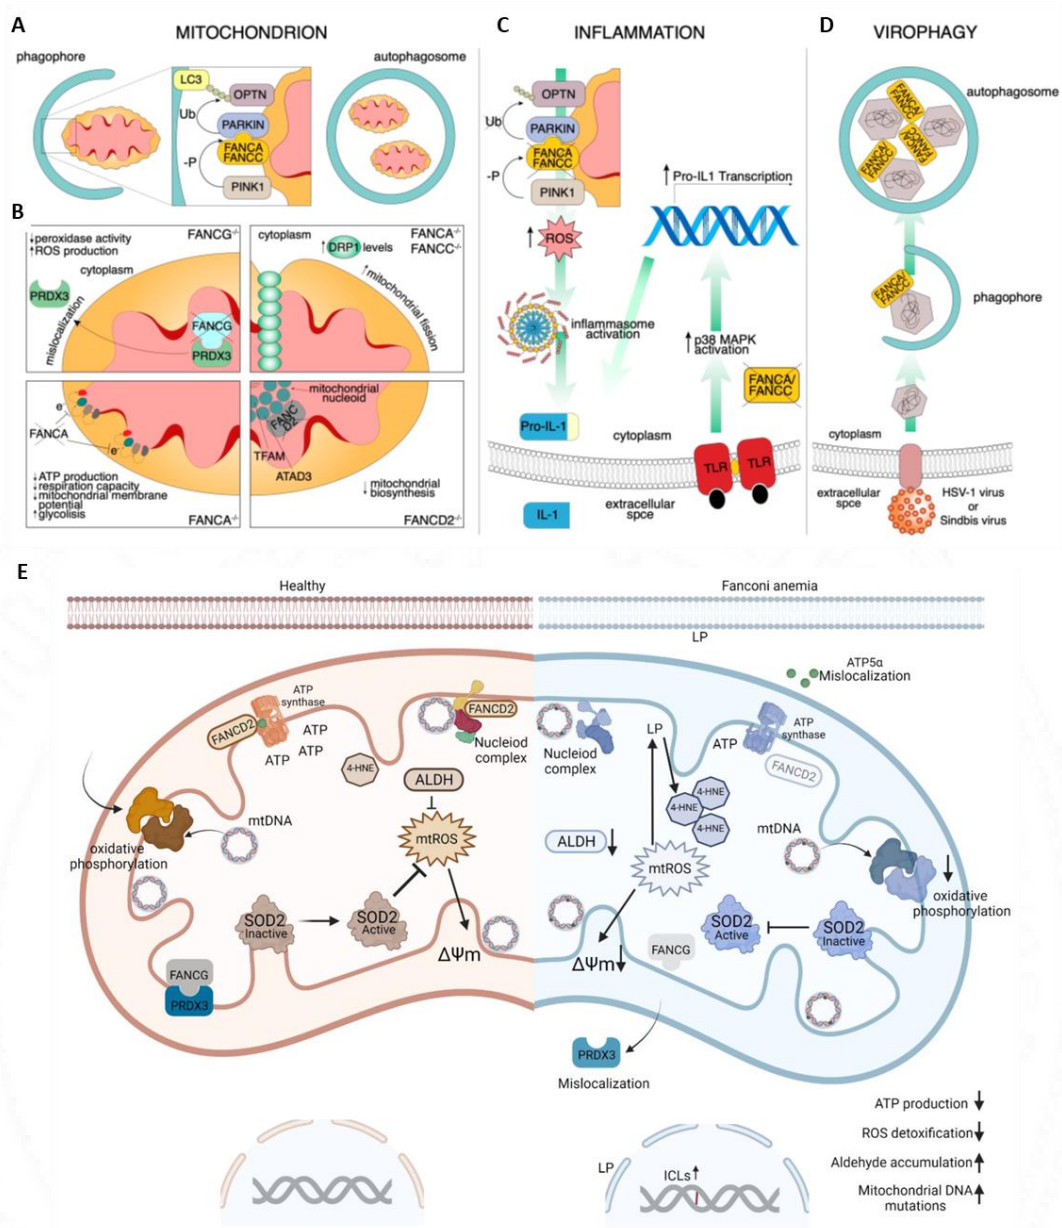 A
MITOCHONDRION
phagophore
autophagosome
LC3
OPTN
Ub
PARKIN
FANCA
FANCC
-P
PINK1
B
↓peroxidase activity
↑ROS production
FANCG-/-
cytoplasm
PRDX3
mislocalization
FANCG
PRDX3
cytoplasm
↑DRP1 levels
FANCA-/-
FANCC-/-
↑mitochondrial fission
e-
FANCA
e-
↓ATP production
↓respiration capacity
↓mitochondrial membrane
potential
↑glicolisis
FANCA-/-
mitochondrial
nucleoid
FANC
D2
TFAM
ATAD3
↓mitochondrial
biosynthesis
FANCD2-/-
C
INFLAMMATION
OPTN
Ub
PARKIN
FANCA
FANCC
-P
PINK1
↑Pro-IL1 Transcription
↑ROS
inflammasome
activation
↑p38 MAPK
activation
FANCA/
FANCC
Pro-IL-1
cytoplasm
TLR
TLR
extracellular
spce
IL-1
D
VIROPHAGY
autophagosome
FANCA/
FANCC
FANCA/
FANCC
FANCA/
FANCC
FANCA/
FANCC
phagophore
cytoplasm
extracellular
spce
HSV-1 virus
or
Sindbis virus
E
Healthy
Fanconi anemia
LP
ATP5α
Mislocalization
ATP
synthase
FANCD2
ATP
ATP
ATP
4-HNE
FANCD2
Nucleiod
complex
ALDH
mtROS
mtDNA
oxidative
phosphorylation
SOD2
Inactive
SOD2
Active
ΔΨm
FANCG
PRDX3
Nucleiod
complex
LP
4-HNE
4-HNE
4-HNE
ATP
ATP
synthase
FANCD2
ALDH↓
mtROS
mtDNA
↓oxidative
phosphorylation
SOD2
Active
SOD2
Inactive
FANCG
ΔΨm↓
PRDX3
Mislocalization
LP
ICLs↑
ATP production↓
ROS detoxification↓
Aldehyde accumulation↑
Mitochondrial DNA↑
mutations